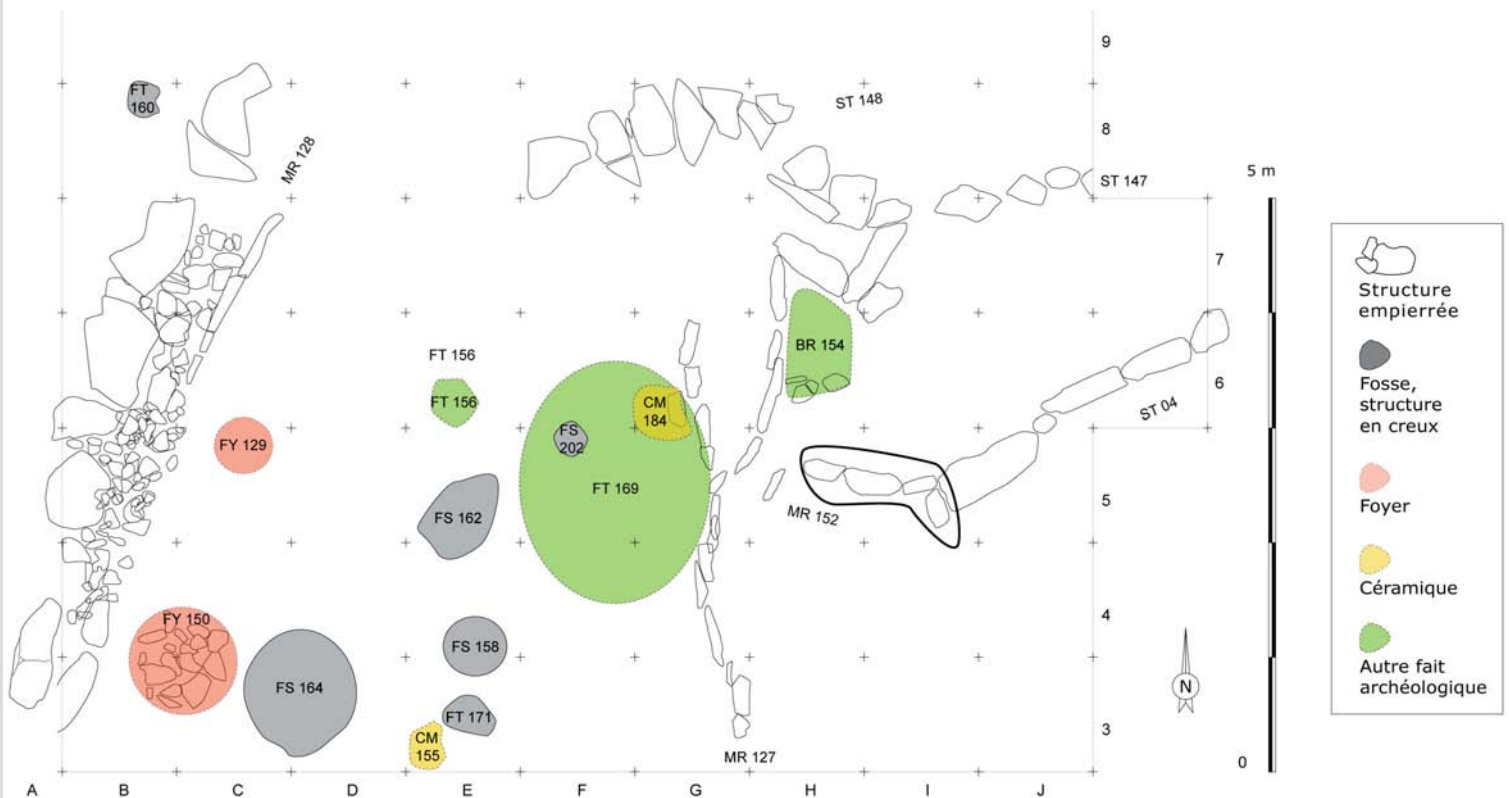 9
FT
160
ST 148
8
MR 128
ST 147
5 m
7
BR 154
FT 156
FT 156
6
CM
184
ST 04
FY 129
FS
202
FT 169
5
FS 162
MR 152
4
FY 150
FS 158
FS 164
N
FT 171
3
CM
155
MR 127
0
A
B
C
D
E
F
G
H
I
J
Structure
empierrée
Fosse,
structure
en creux
Foyer
Céramique
Autre fait
archéologique